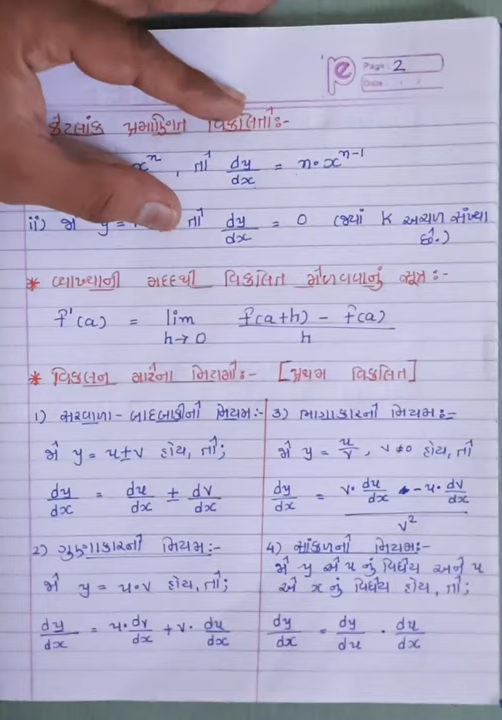 Page: 2
Date:
કેટલાંક પ્રમાણિત વિકલિતો:-
xⁿ, તો dy/dx = n·xⁿ⁻¹
ii) જો y = તો dy/dx = 0 (જ્યાં K અચળ સંખ્યા
છે.)
* વ્યાખ્યાની મદદથી વિકલિત મેળવવાનું સૂત્ર:-
f'(a) = lim h→0 f(a+h) - f(a) / h
* વિકલન માટેના નિયમો:- [પ્રથમ વિકલિત]
1) સરવાળા - બાદબાકીનો નિયમ:-
જો y = u±v હોય, તો;
dy/dx = du/dx ± dv/dx
2) ગુણાકારનો નિયમ:-
જો y = u·v હોય, તો;
dy/dx = u·dv/dx + v·du/dx
3) ભાગાકારનો નિયમ:-
જો y = u/v, v≠0 હોય, તો
dy/dx = v·du/dx - u·dv/dx / v²
4) સાંકળનો નિયમ:-
જો y એ u નું વિધેય અને u
એ x નું વિધેય હોય, તો;
dy/dx = dy/du · du/dx